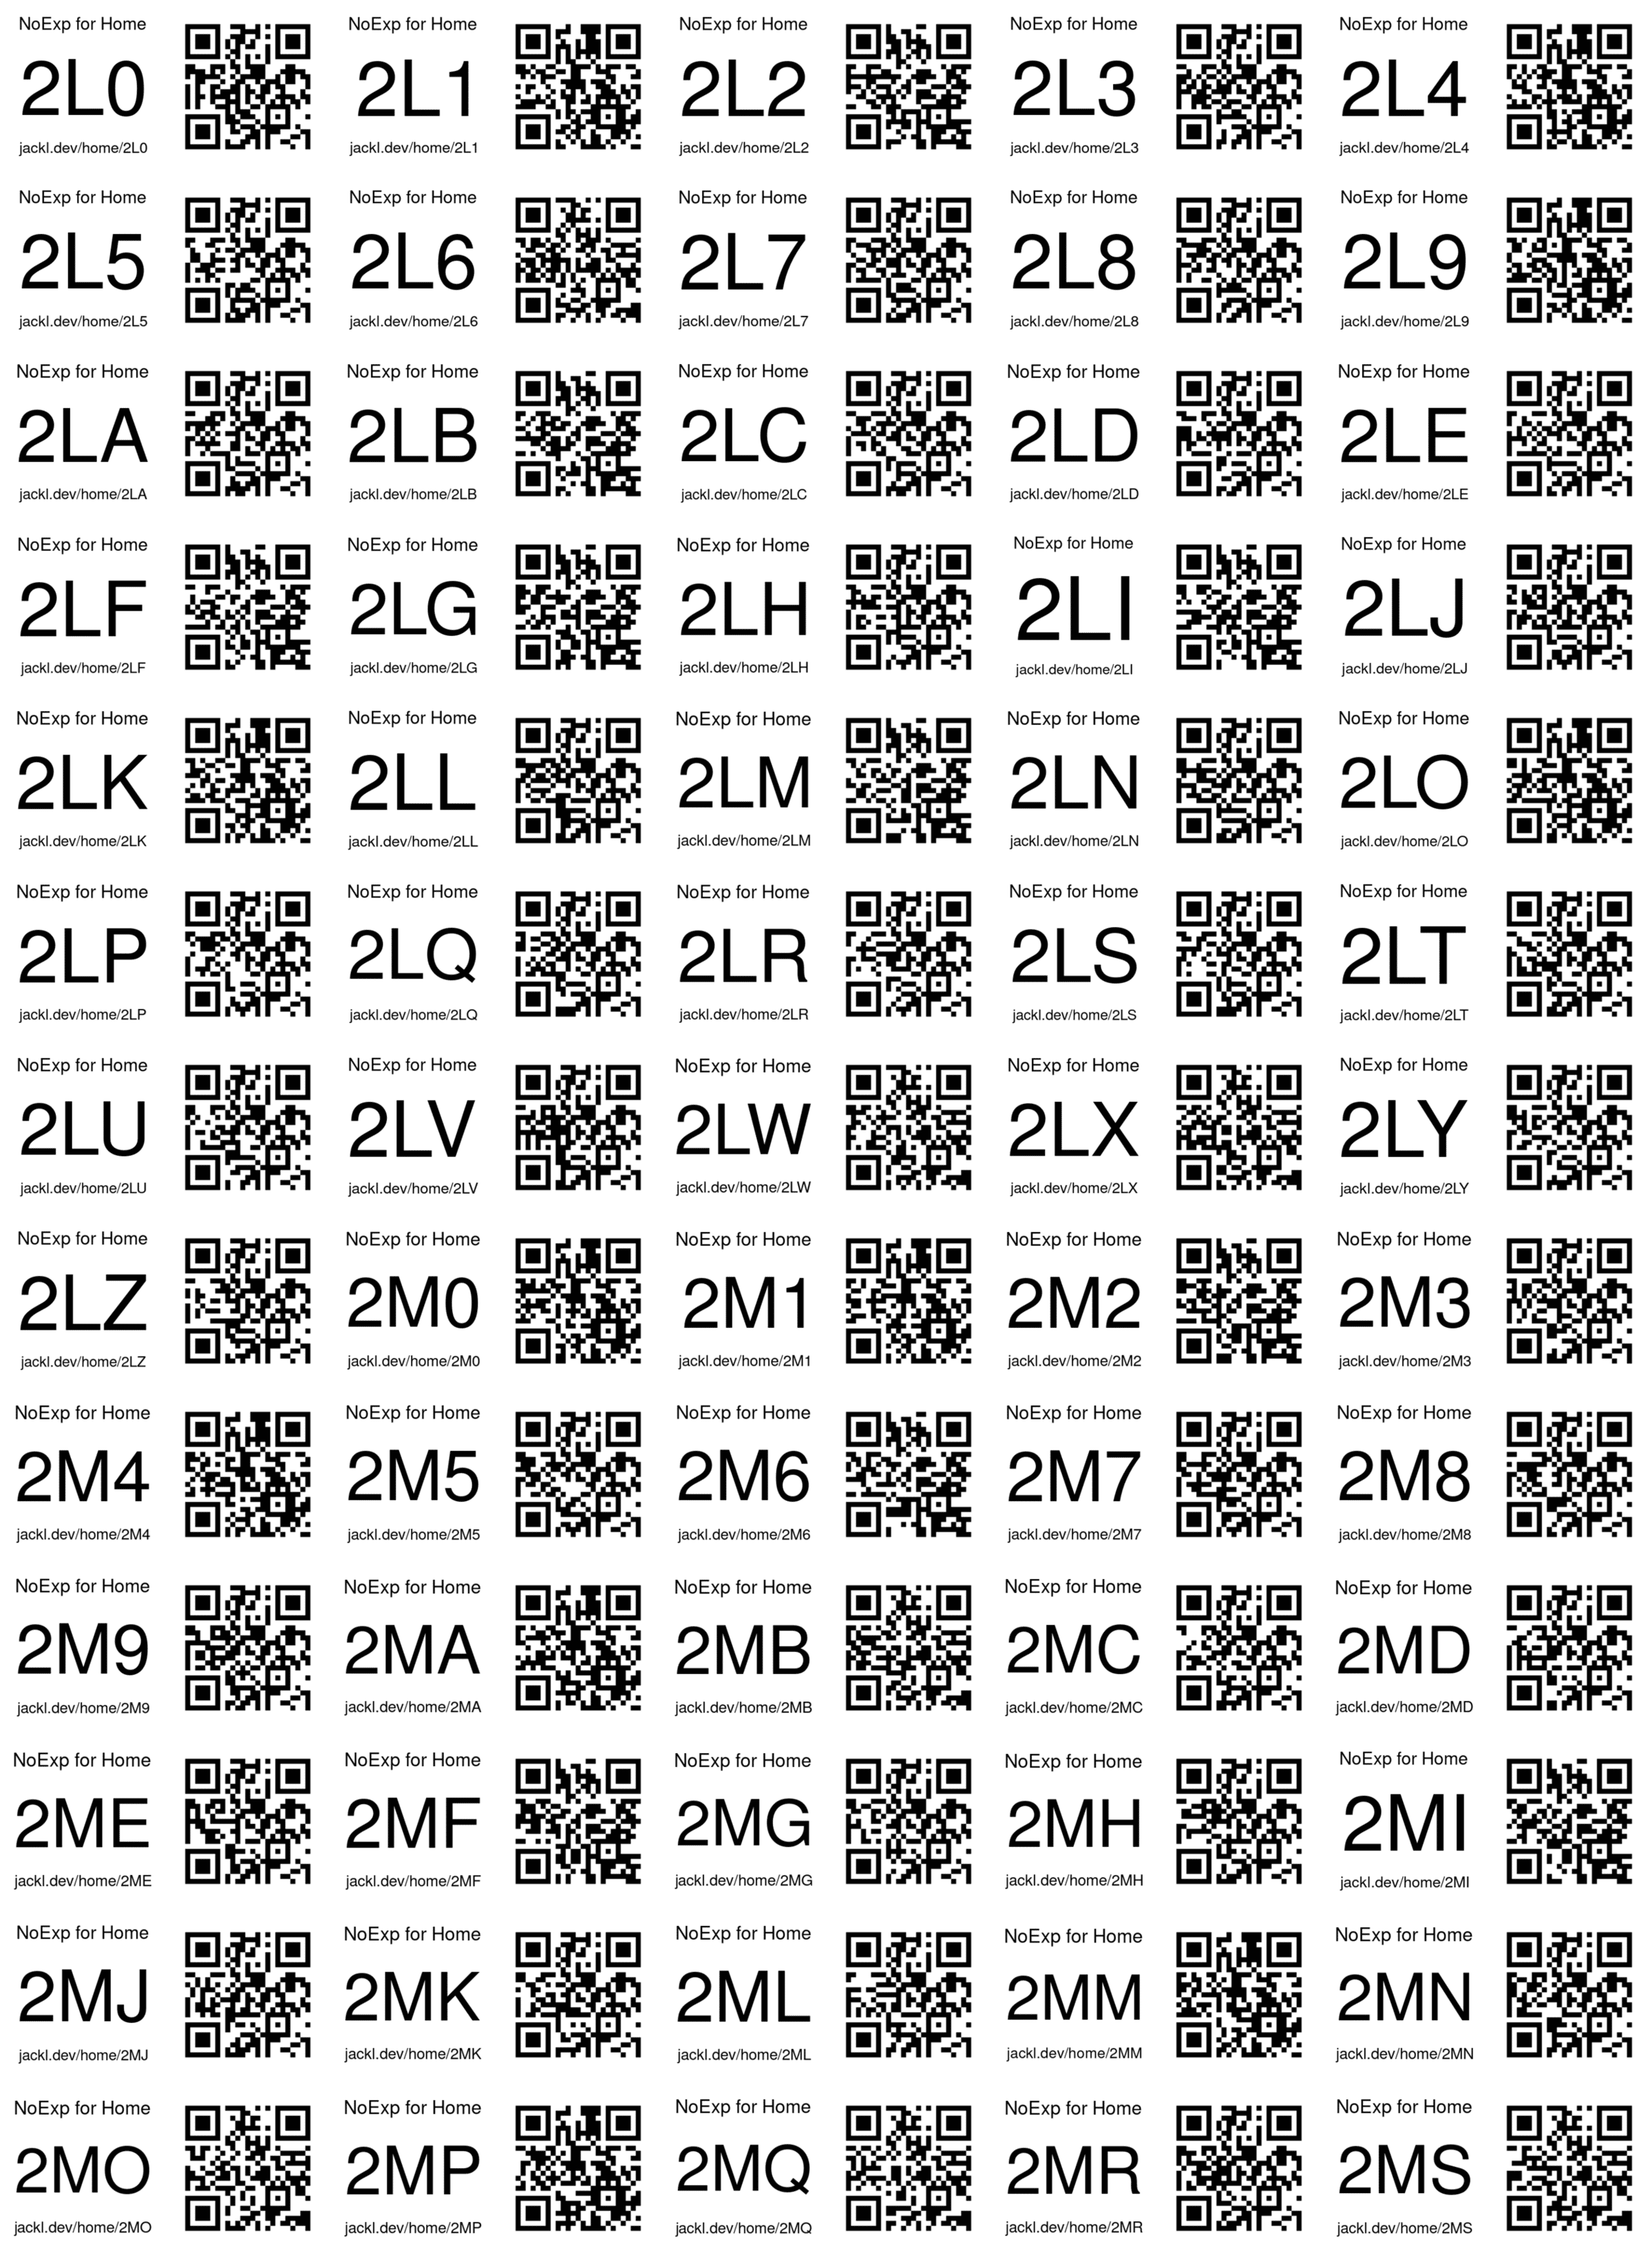 NoExp for Home
2L0
jackl.dev/home/2L0
NoExp for Home
2L1
jackl.dev/home/2L1
NoExp for Home
2L2
jackl.dev/home/2L2
NoExp for Home
2L3
jackl.dev/home/2L3
NoExp for Home
2L4
jackl.dev/home/2L4
NoExp for Home
2L5
jackl.dev/home/2L5
NoExp for Home
2L6
jackl.dev/home/2L6
NoExp for Home
2L7
jackl.dev/home/2L7
NoExp for Home
2L8
jackl.dev/home/2L8
NoExp for Home
2L9
jackl.dev/home/2L9
NoExp for Home
2LA
jackl.dev/home/2LA
NoExp for Home
2LB
jackl.dev/home/2LB
NoExp for Home
2LC
jackl.dev/home/2LC
NoExp for Home
2LD
jackl.dev/home/2LD
NoExp for Home
2LE
jackl.dev/home/2LE
NoExp for Home
2LF
jackl.dev/home/2LF
NoExp for Home
2LG
jackl.dev/home/2LG
NoExp for Home
2LH
jackl.dev/home/2LH
NoExp for Home
2LI
jackl.dev/home/2LI
NoExp for Home
2LJ
jackl.dev/home/2LJ
NoExp for Home
2LK
jackl.dev/home/2LK
NoExp for Home
2LL
jackl.dev/home/2LL
NoExp for Home
2LM
jackl.dev/home/2LM
NoExp for Home
2LN
jackl.dev/home/2LN
NoExp for Home
2LO
jackl.dev/home/2LO
NoExp for Home
2LP
jackl.dev/home/2LP
NoExp for Home
2LQ
jackl.dev/home/2LQ
NoExp for Home
2LR
jackl.dev/home/2LR
NoExp for Home
2LS
jackl.dev/home/2LS
NoExp for Home
2LT
jackl.dev/home/2LT
NoExp for Home
2LU
jackl.dev/home/2LU
NoExp for Home
2LV
jackl.dev/home/2LV
NoExp for Home
2LW
jackl.dev/home/2LW
NoExp for Home
2LX
jackl.dev/home/2LX
NoExp for Home
2LY
jackl.dev/home/2LY
NoExp for Home
2LZ
jackl.dev/home/2LZ
NoExp for Home
2M0
jackl.dev/home/2M0
NoExp for Home
2M1
jackl.dev/home/2M1
NoExp for Home
2M2
jackl.dev/home/2M2
NoExp for Home
2M3
jackl.dev/home/2M3
NoExp for Home
2M4
jackl.dev/home/2M4
NoExp for Home
2M5
jackl.dev/home/2M5
NoExp for Home
2M6
jackl.dev/home/2M6
NoExp for Home
2M7
jackl.dev/home/2M7
NoExp for Home
2M8
jackl.dev/home/2M8
NoExp for Home
2M9
jackl.dev/home/2M9
NoExp for Home
2MA
jackl.dev/home/2MA
NoExp for Home
2MB
jackl.dev/home/2MB
NoExp for Home
2MC
jackl.dev/home/2MC
NoExp for Home
2MD
jackl.dev/home/2MD
NoExp for Home
2ME
jackl.dev/home/2ME
NoExp for Home
2MF
jackl.dev/home/2MF
NoExp for Home
2MG
jackl.dev/home/2MG
NoExp for Home
2MH
jackl.dev/home/2MH
NoExp for Home
2MI
jackl.dev/home/2MI
NoExp for Home
2MJ
jackl.dev/home/2MJ
NoExp for Home
2MK
jackl.dev/home/2MK
NoExp for Home
2ML
jackl.dev/home/2ML
NoExp for Home
2MM
jackl.dev/home/2MM
NoExp for Home
2MN
jackl.dev/home/2MN
NoExp for Home
2MO
jackl.dev/home/2MO
NoExp for Home
2MP
jackl.dev/home/2MP
NoExp for Home
2MQ
jackl.dev/home/2MQ
NoExp for Home
2MR
jackl.dev/home/2MR
NoExp for Home
2MS
jackl.dev/home/2MS